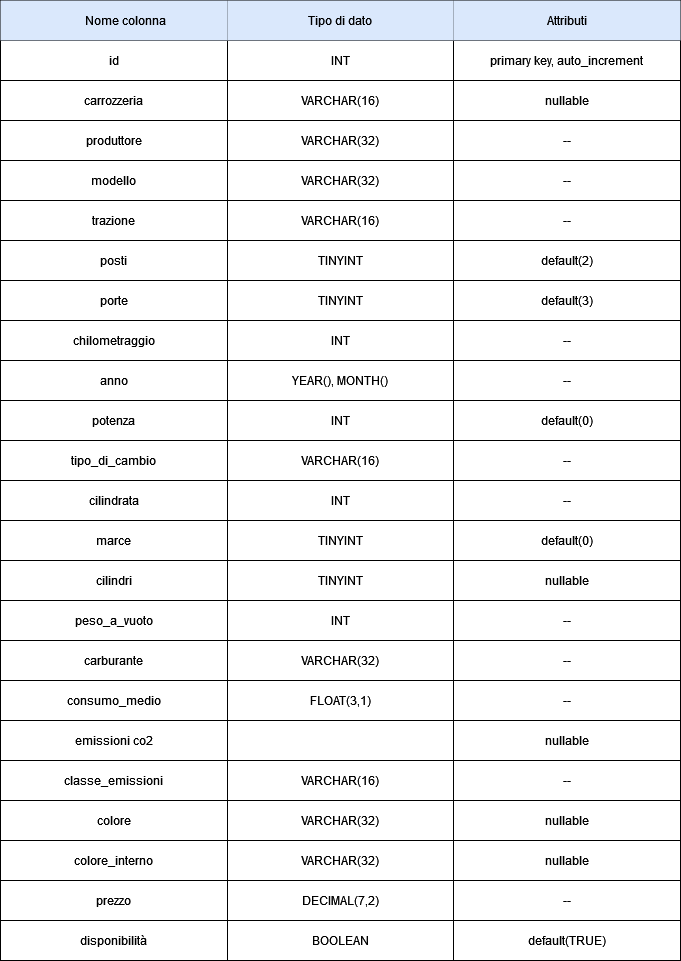 Nome colonna Tipo di dato Attributi
id INT primary key, auto_increment
carrozzeria VARCHAR(16) nullable
produttore VARCHAR(32) --
modello VARCHAR(32) --
trazione VARCHAR(16) --
posti TINYINT default(2)
porte TINYINT default(3)
chilometraggio INT --
anno YEAR(), MONTH() --
potenza INT default(0)
tipo_di_cambio VARCHAR(16) --
cilindrata INT --
marce TINYINT default(0)
cilindri TINYINT nullable
peso_a_vuoto INT --
carburante VARCHAR(32) --
consumo_medio FLOAT(3,1) --
emissioni co2 nullable
classe_emissioni VARCHAR(16) --
colore VARCHAR(32) nullable
colore_interno VARCHAR(32) nullable
prezzo DECIMAL(7,2) --
disponibilità BOOLEAN default(TRUE)